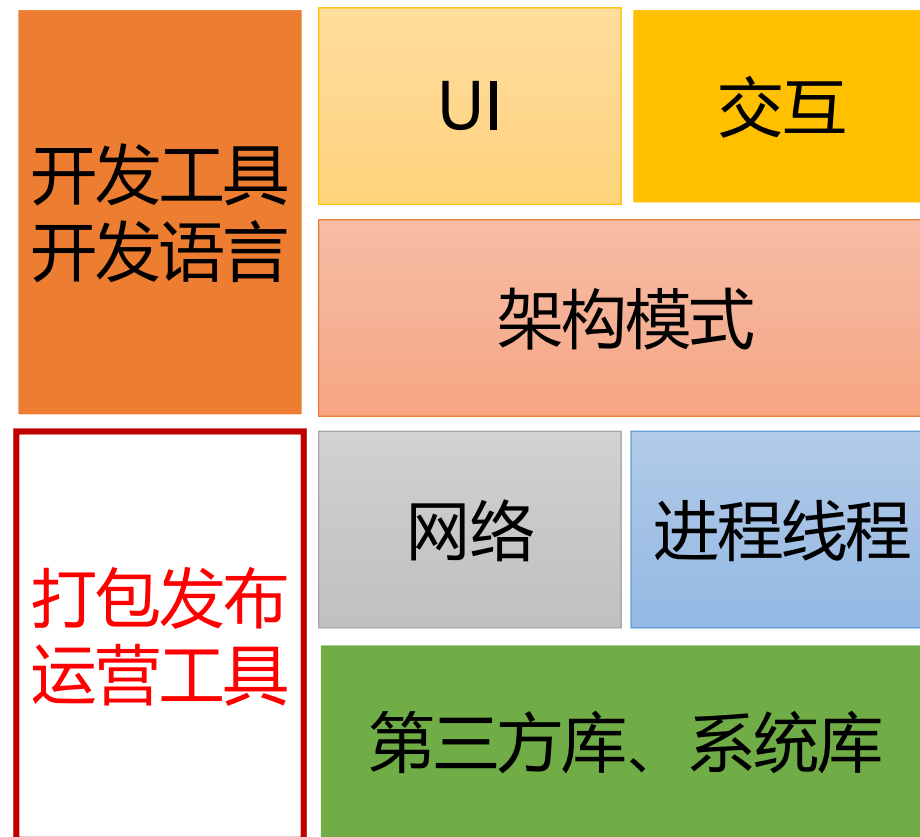 开发工具
开发语言
UI
交互
架构模式
打包发布
运营工具
网络
进程线程
第三方库、系统库